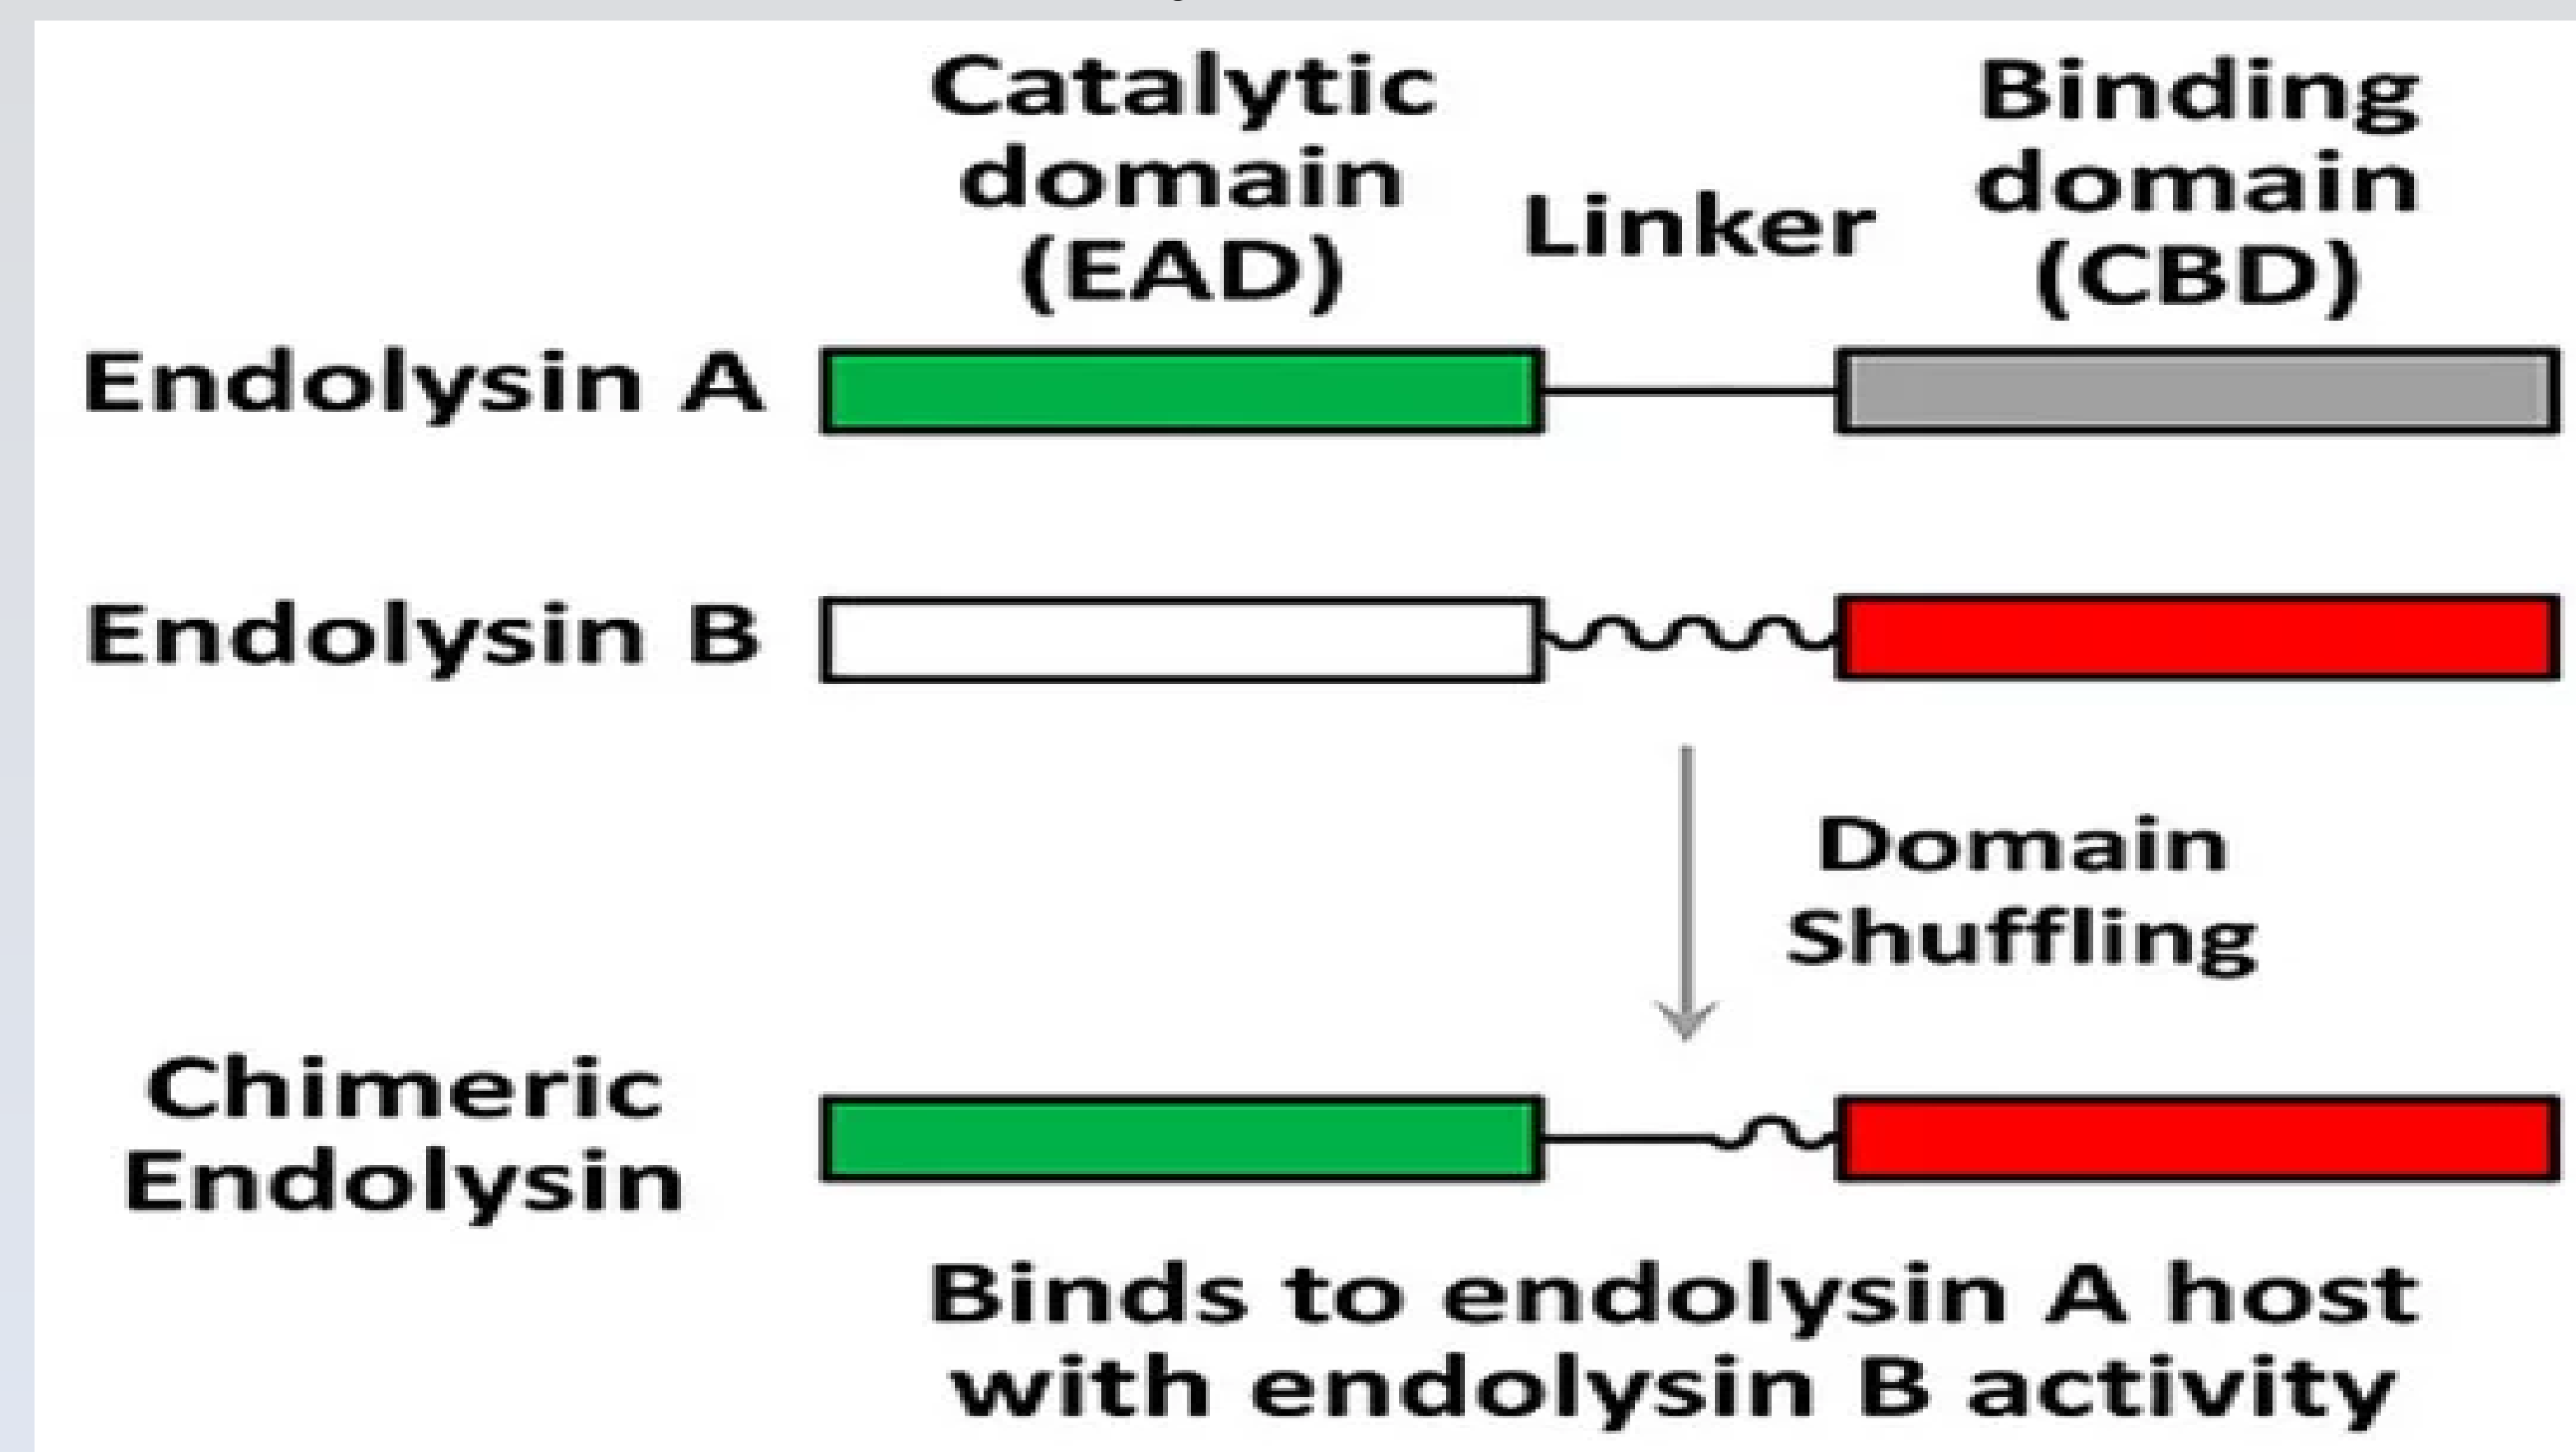 Catalytic
domain
(EAD)
Linker
Binding
domain
(CBD)
Endolysin A
Endolysin B
Domain
Shuffling
Chimeric
Endolysin
Binds to endolysin A host
with endolysin B activity